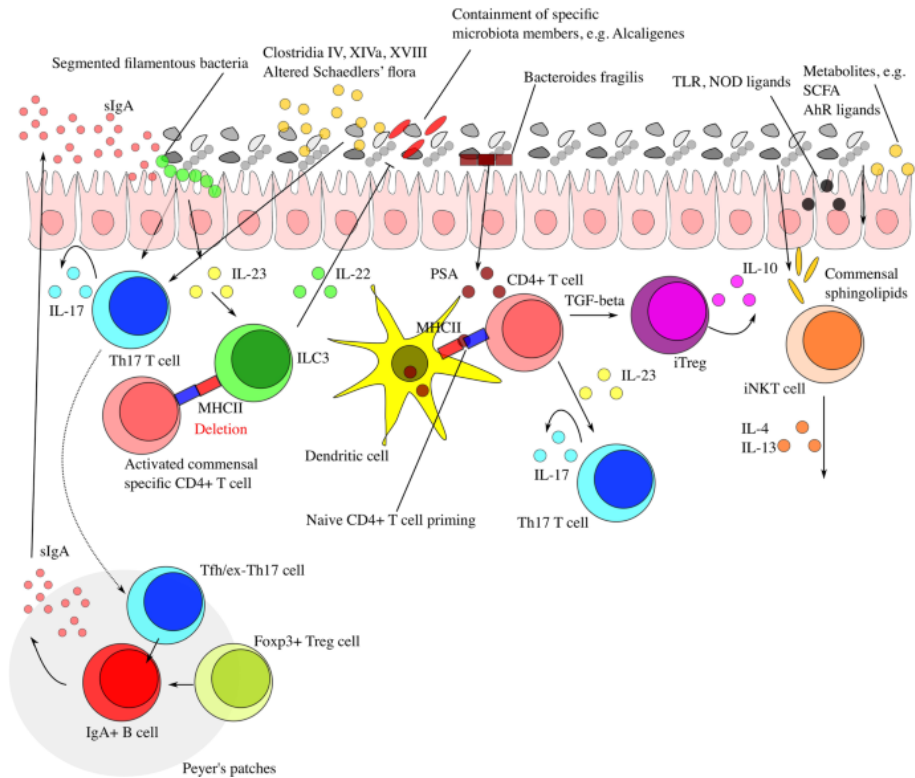 Containment of specific
microbiota members, e.g. Alcaligenes
Clostridia IV, XIVa, XVIII
Altered Schaedlers' flora
Segmented filamentous bacteria
Bacteroides fragilis
TLR, NOD ligands
Metabolites, e.g.
SCFA
AhR ligands
sIgA
IL-17
Th17 T cell
IL-23
IL-22
ILC3
MHCII
Deletion
Activated commensal
specific CD4+ T cell
PSA
MHCII
CD4+ T cell
Dendritic cell
Naive CD4+ T cell priming
TGF-beta
IL-23
IL-17
Th17 T cell
iTreg
IL-10
Commensal
sphingolipids
iNKT cell
IL-4
IL-13
sIgA
Tfh/ex-Th17 cell
Foxp3+ Treg cell
IgA+ B cell
Peyer's patches